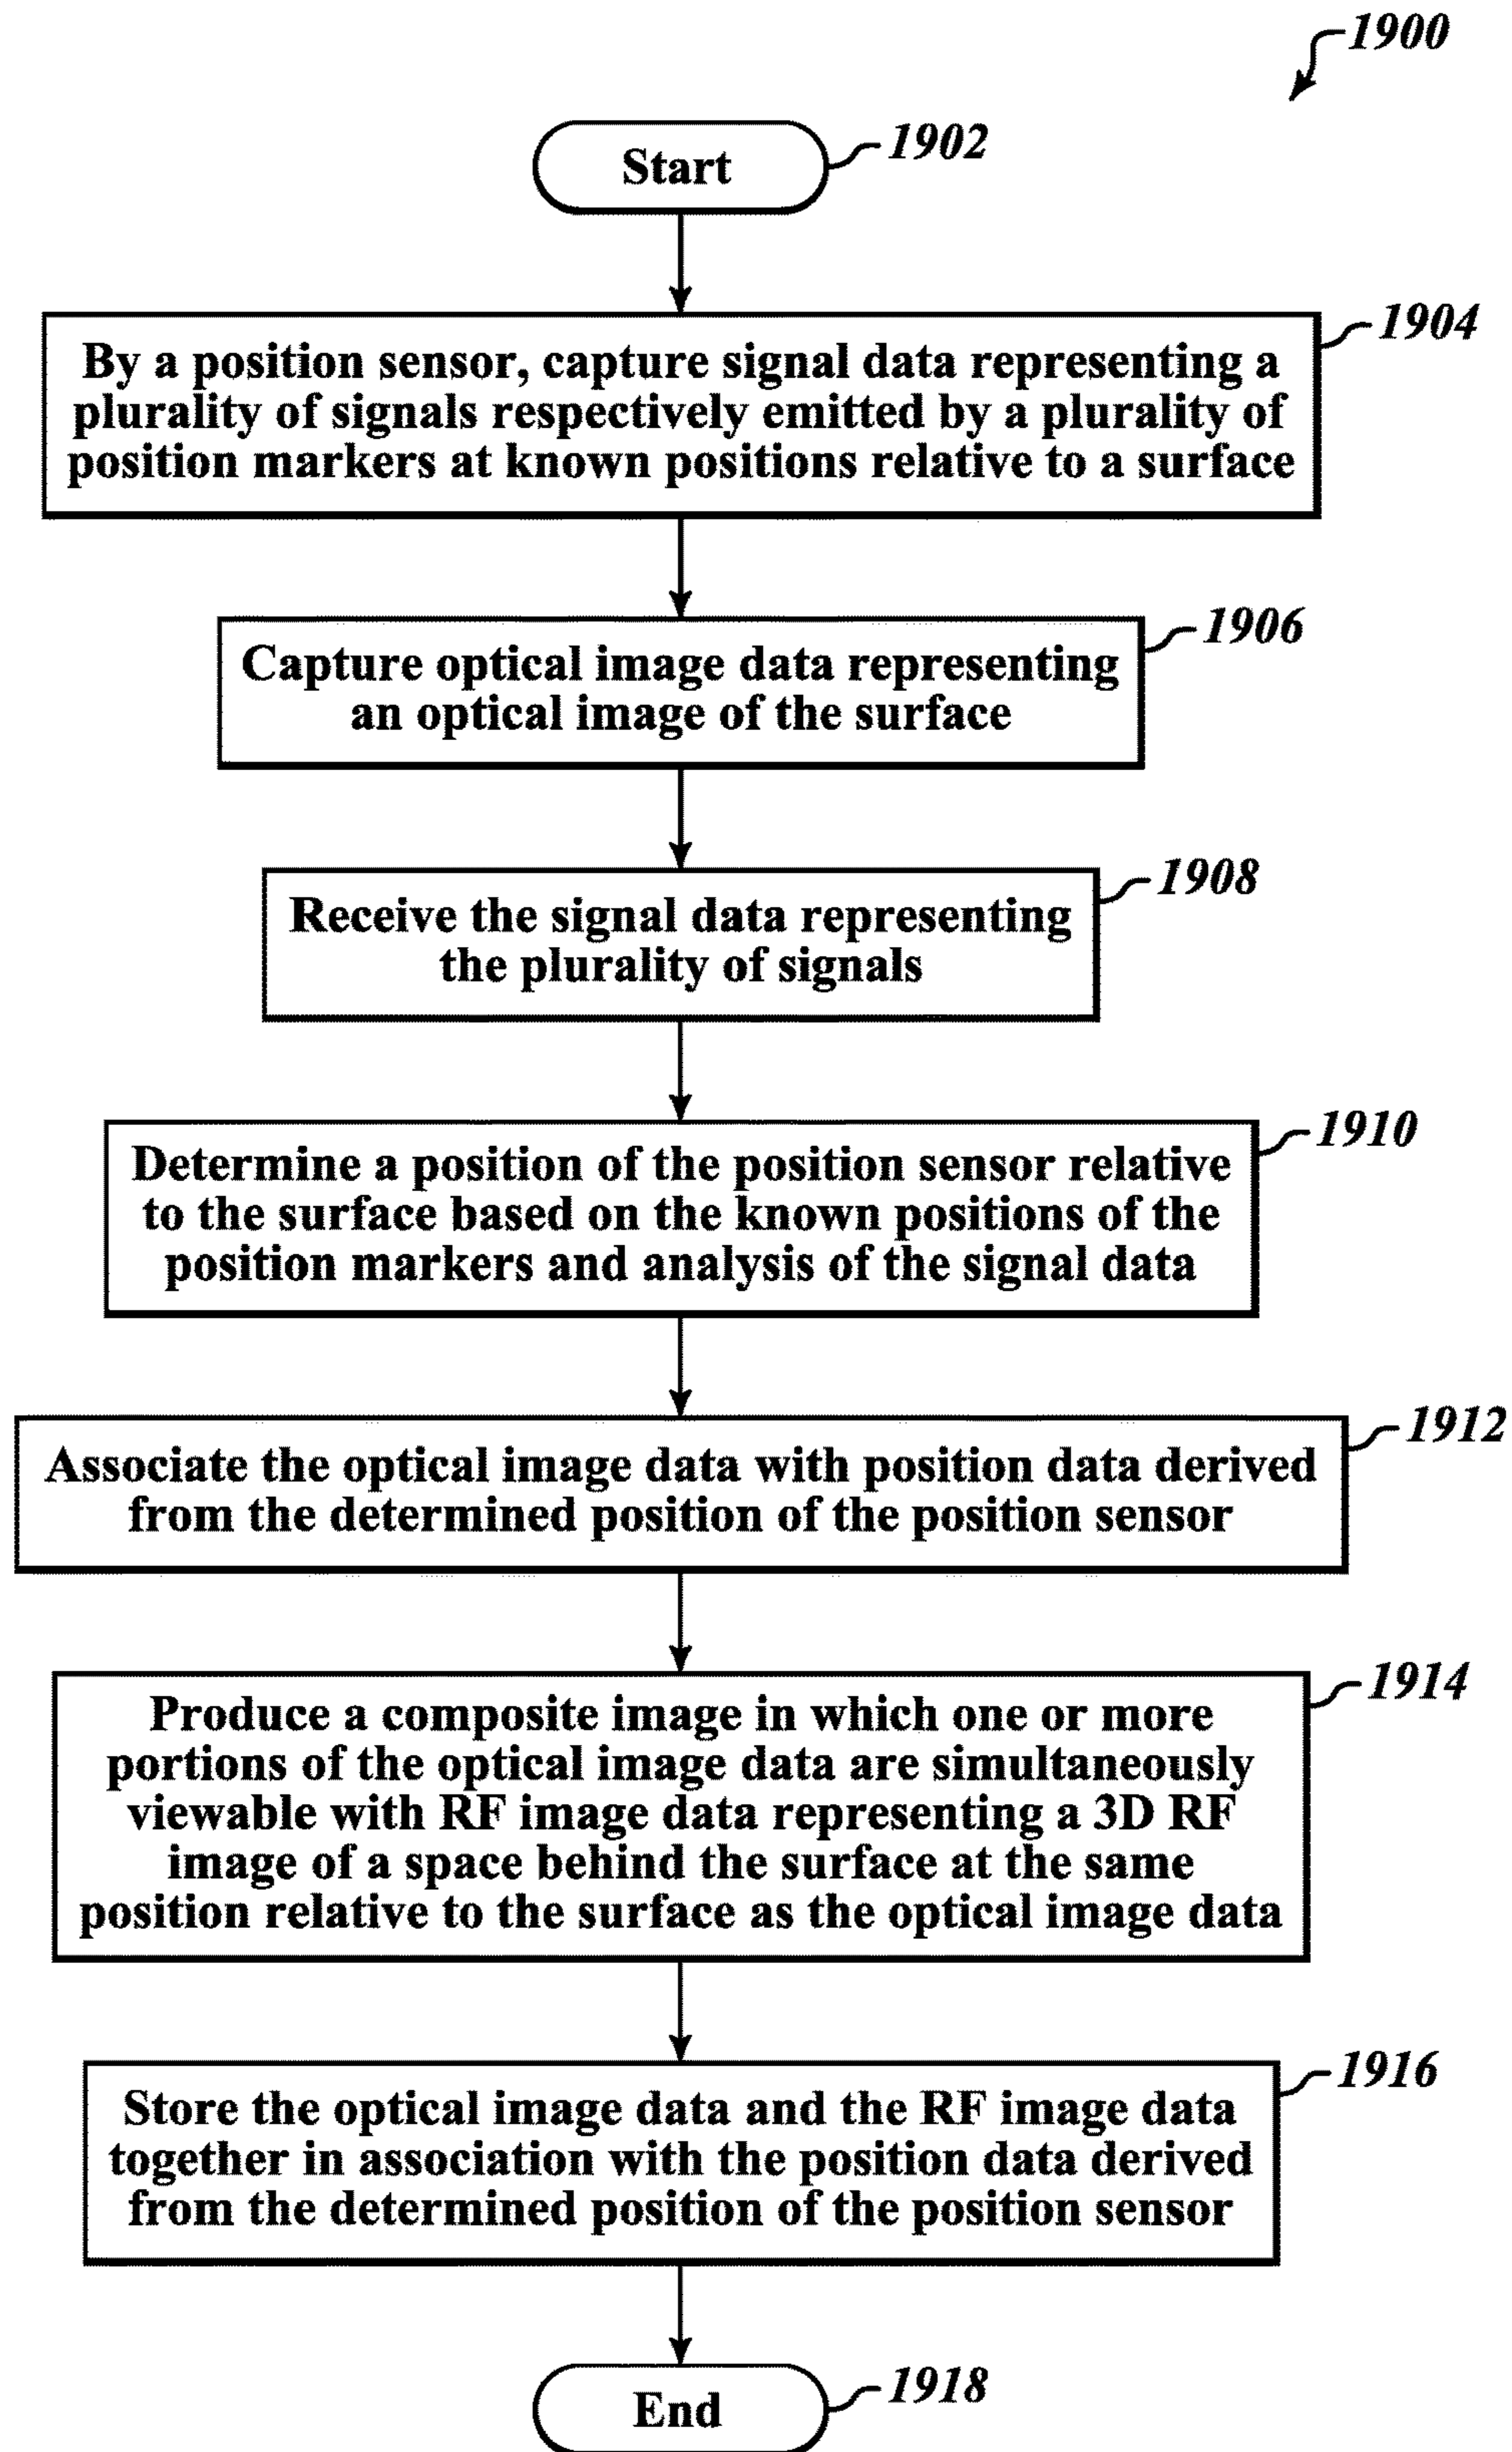 1900
Start
1902
By a position sensor, capture signal data representing a
plurality of signals respectively emitted by a plurality of
position markers at known positions relative to a surface
1904
Capture optical image data representing
an optical image of the surface
1906
Receive the signal data representing
the plurality of signals
1908
Determine a position of the position sensor relative
to the surface based on the known positions of the
position markers and analysis of the signal data
1910
Associate the optical image data with position data derived
from the determined position of the position sensor
1912
Produce a composite image in which one or more
portions of the optical image data are simultaneously
viewable with RF image data representing a 3D RF
image of a space behind the surface at the same
position relative to the surface as the optical image data
1914
Store the optical image data and the RF image data
together in association with the position data derived
from the determined position of the position sensor
1916
End
1918